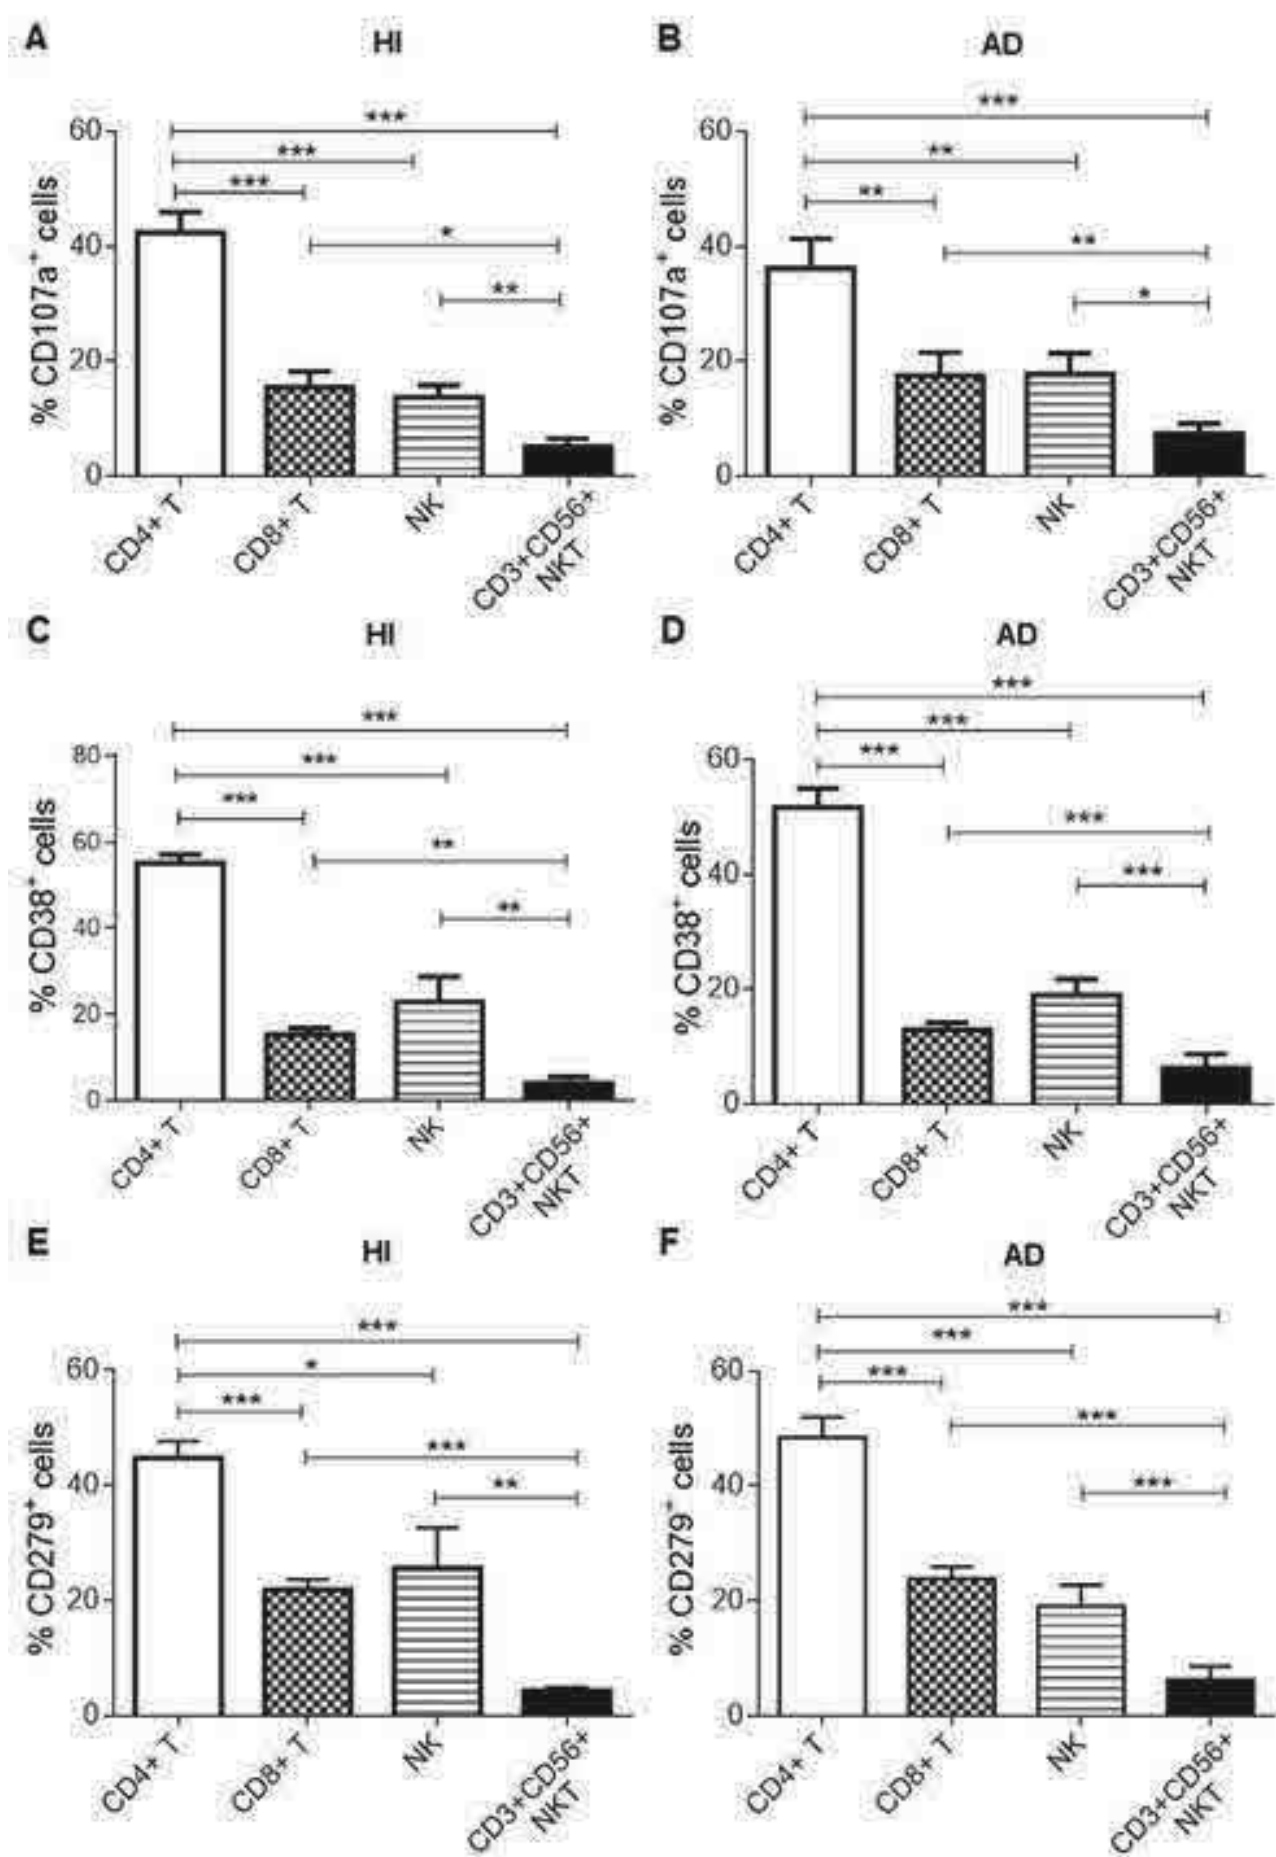 A
HI
***
***
***
*
**
% CD107a⁺ cells
60
40
20
0
CD4+ T
CD8+ T
NK
CD3+CD56+
NKT
B
AD
***
**
**
**
*
% CD107a⁺ cells
60
40
20
0
CD4+ T
CD8+ T
NK
CD3+CD56+
NKT
C
HI
***
***
***
**
**
% CD38⁺ cells
80
60
40
20
0
CD4+ T
CD8+ T
NK
CD3+CD56+
NKT
D
AD
***
***
***
***
***
% CD38⁺ cells
60
40
20
0
CD4+ T
CD8+ T
NK
CD3+CD56+
NKT
E
HI
***
*
***
***
**
% CD279⁺ cells
60
40
20
0
CD4+ T
CD8+ T
NK
CD3+CD56+
NKT
F
AD
***
***
***
***
***
% CD279⁺ cells
60
40
20
0
CD4+ T
CD8+ T
NK
CD3+CD56+
NKT